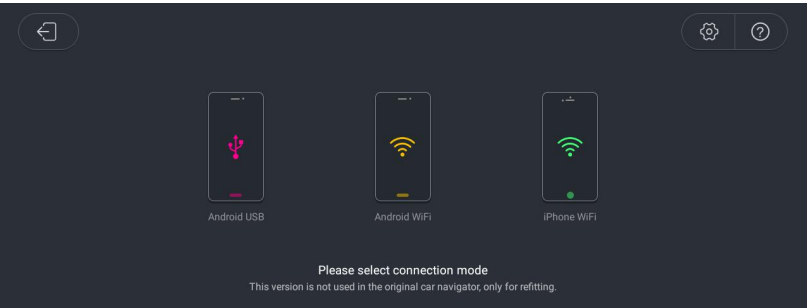 Android USB
Android WiFi
iPhone WiFi
Please select connection mode
This version is not used in the original car navigator, only for refitting.